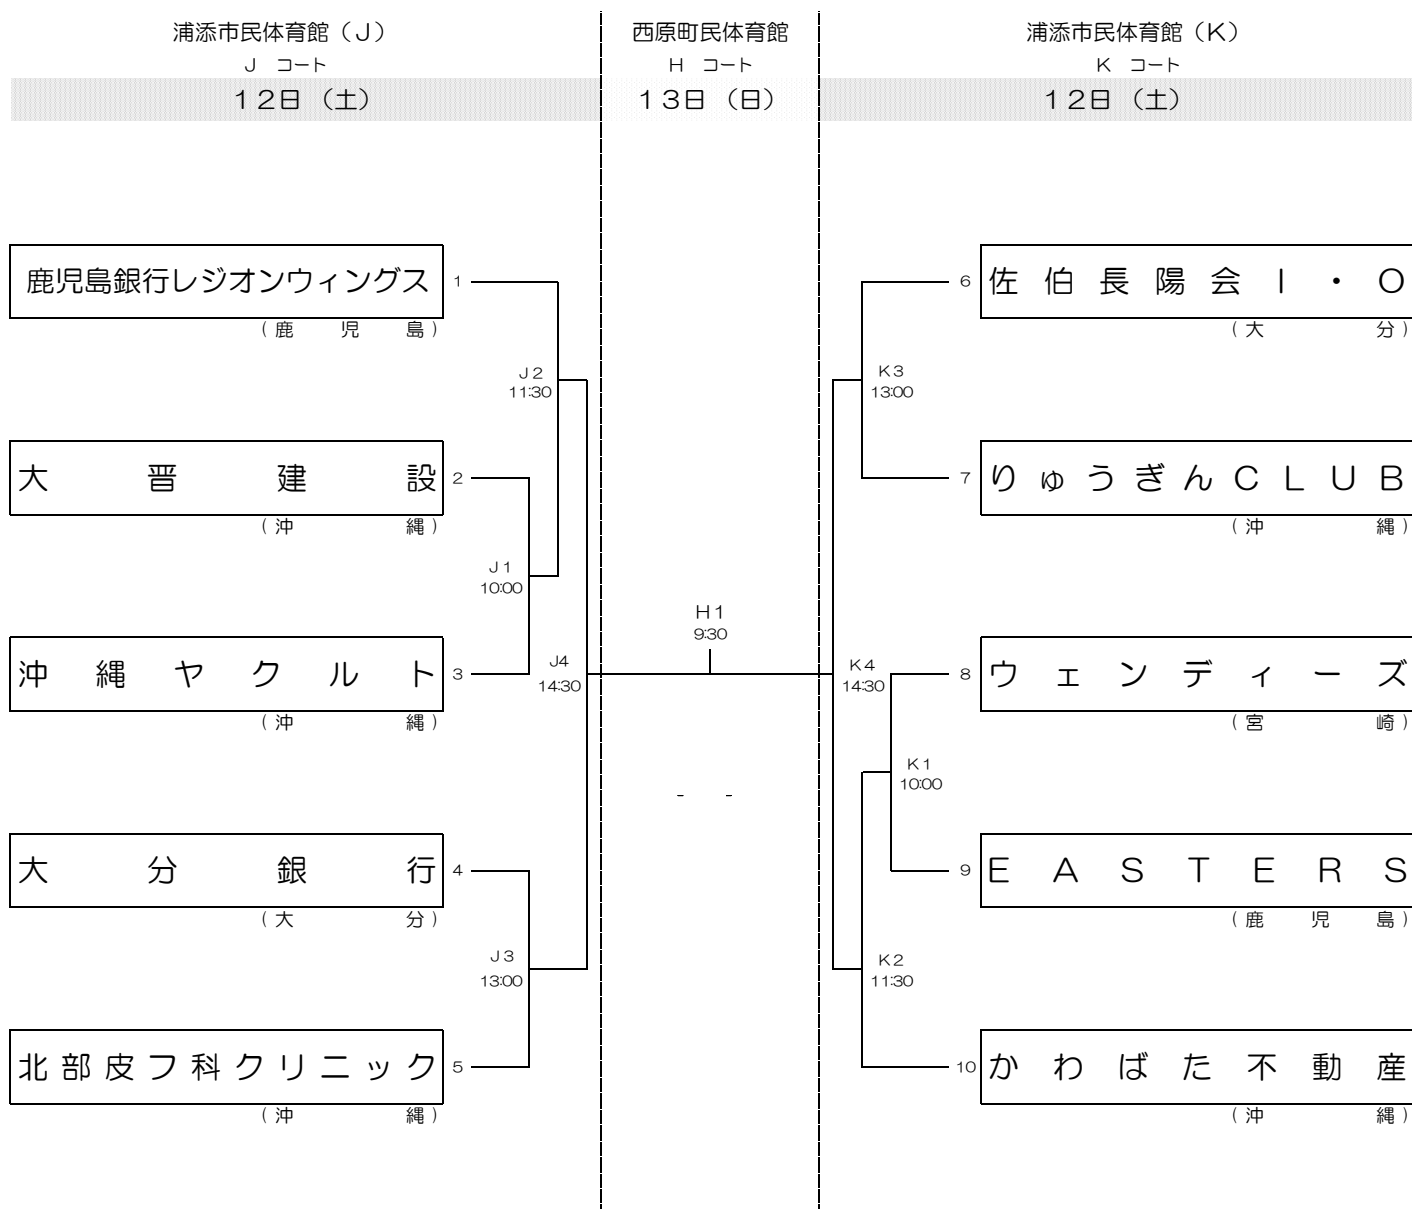 浦添市民体育館（J） 西原町民体育館 浦添市民体育館（K）
J コート H コート K コート
12日（土） 13日（日） 12日（土）
鹿児島銀行レジオンウィングス 1 6 佐伯長陽会I・O
（鹿児島） （大分）
J2 K3
11:30 13:00
大晋建設 2 7 りゅうぎんCLUB
（沖縄） （沖縄）
J1
10:00
H1
9:30
沖縄ヤクルト 3 J4 K4 8 ウェンディーズ
14:30 14:30
（沖縄） （宮崎）
K1
10:00
- -
大分銀行 4 9 EASTERS
（大分） （鹿児島）
J3 K2
13:00 11:30
北部皮フ科クリニック 5 10 かわばた不動産
（沖縄） （沖縄）